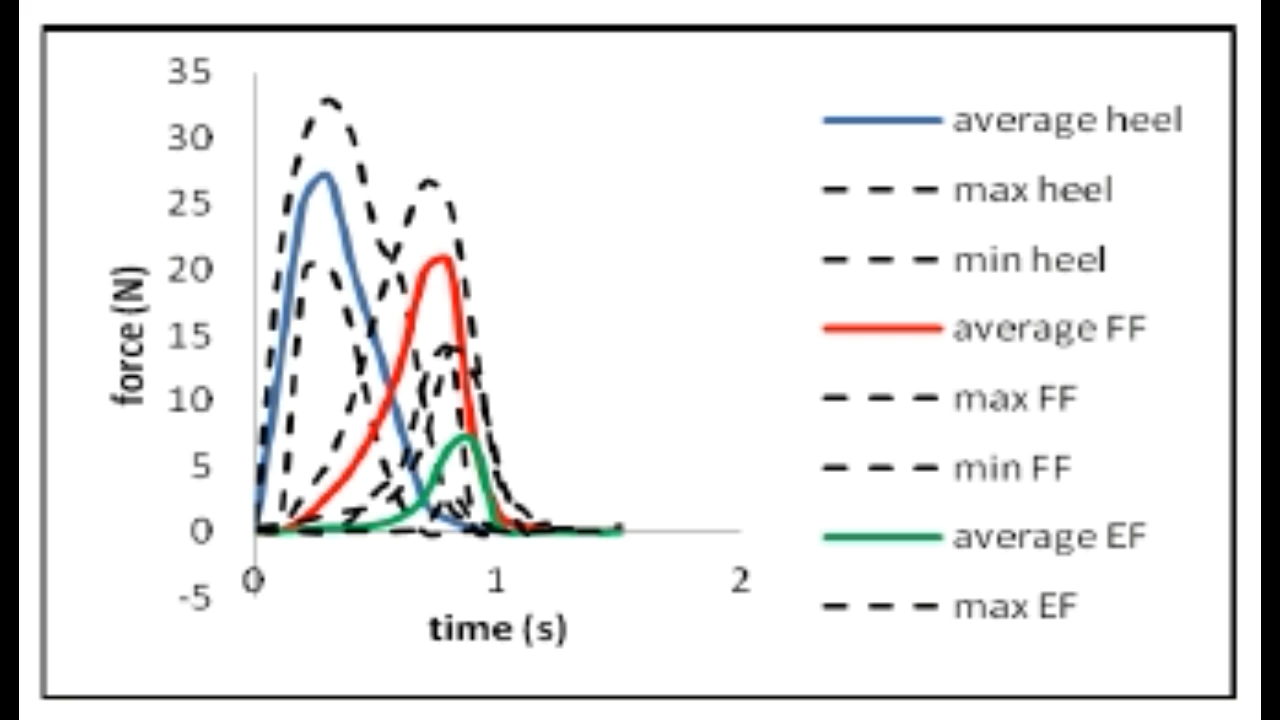 35
30
25
20
15
10
5
0
-5
force (N)
0 1 2
time (s)
average heel
max heel
min heel
average FF
max FF
min FF
average EF
max EF